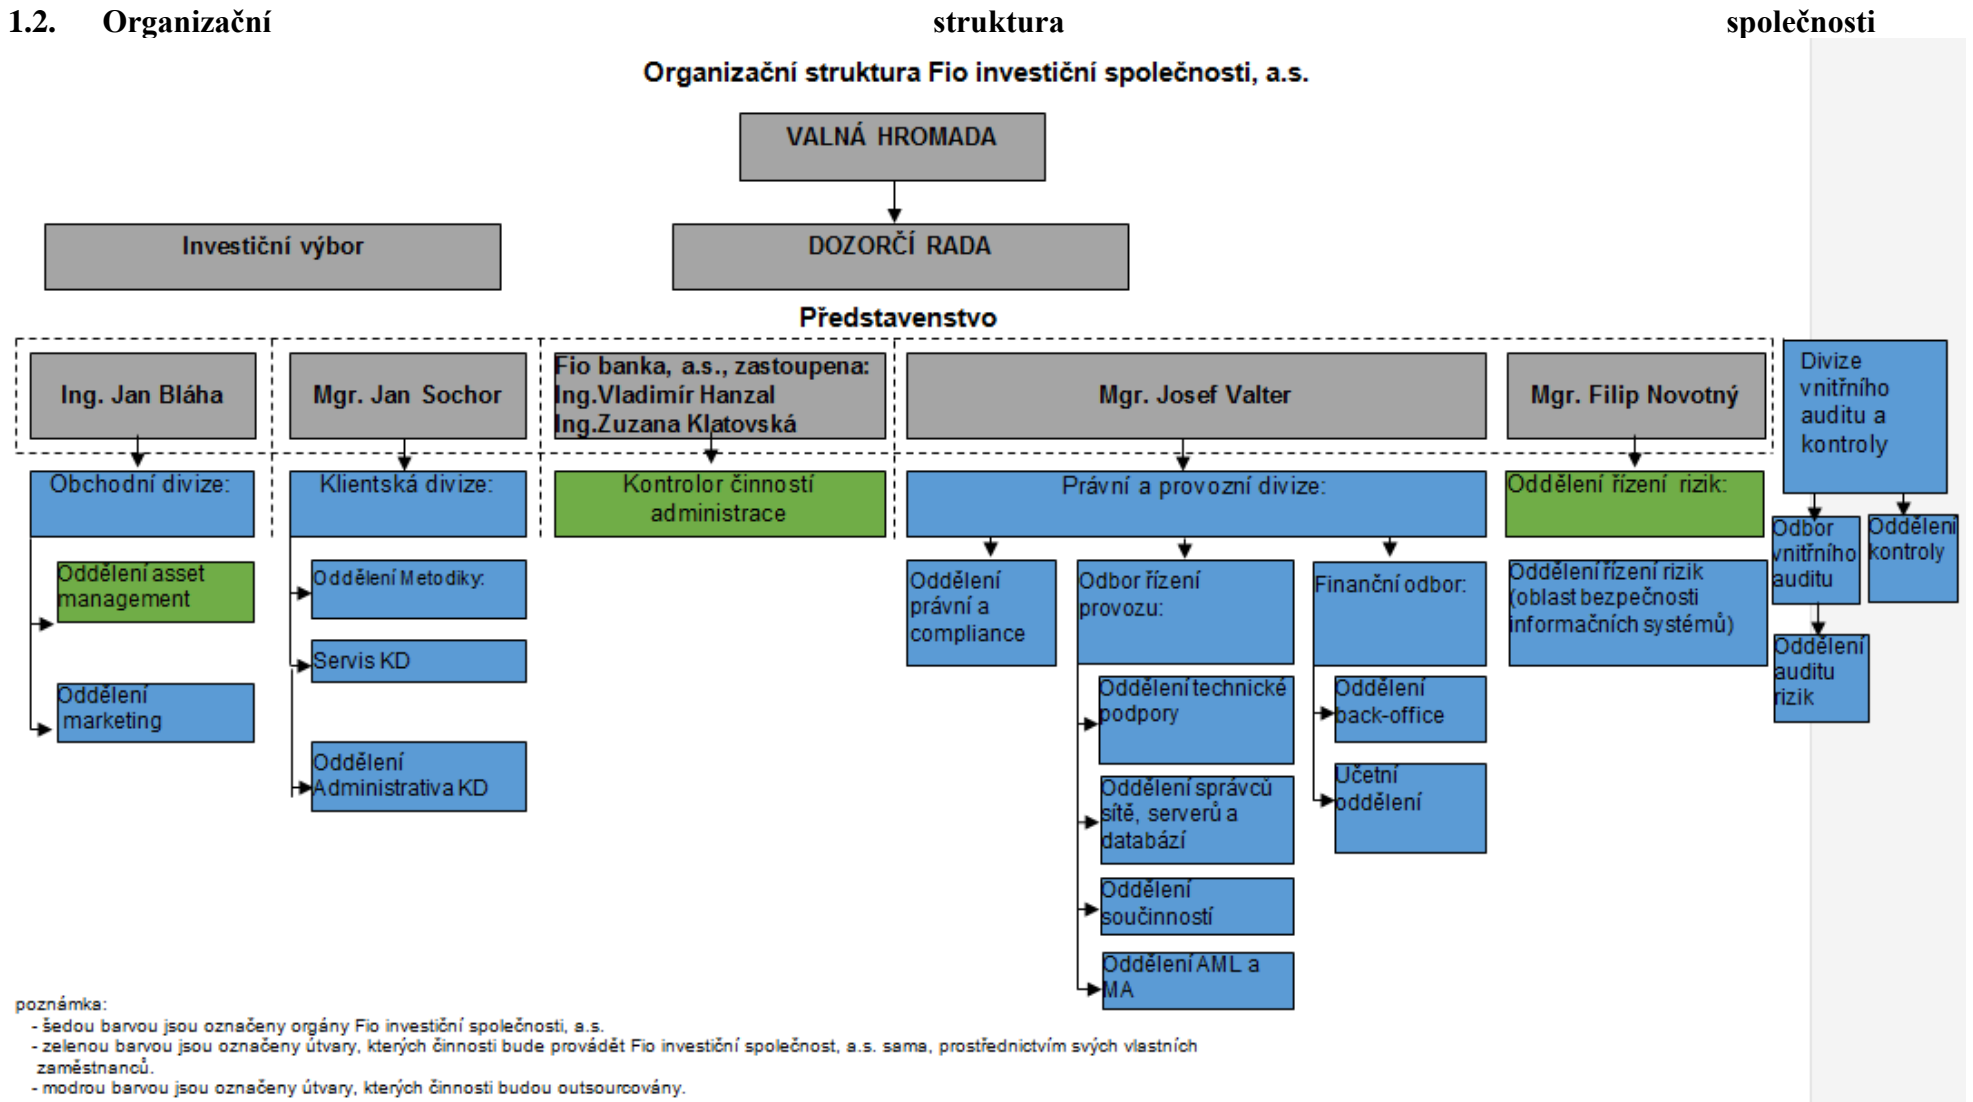 1.2. Organizační struktura společnosti
Organizační struktura Fio investiční společnosti, a.s.
VALNÁ HROMADA
Investiční výbor
DOZORČÍ RADA
Představenstvo
Ing. Jan Bláha
Mgr. Jan Sochor
Fio banka, a.s., zastoupena:
Ing.Vladimír Hanzal
Ing.Zuzana Klatovská
Mgr. Josef Valter
Mgr. Filip Novotný
Divize
vnitřního
auditu a
kontroly
Obchodní divize:
Klientská divize:
Kontrolor činností
administrace
Právní a provozní divize:
Oddělení řízení rizik:
Odbor
vnitřního
auditu
Oddělení
kontroly
Oddělení asset
management
Oddělení
marketing
Oddělení Metodiky:
Servis KD
Oddělení
Administrativa KD
Oddělení
právní a
compliance
Odbor řízení
provozu:
Finanční odbor:
Oddělení řízení rizik
(oblast bezpečnosti
informačních systémů)
Oddělení
auditu
rizik
Oddělení technické
podpory
Oddělení správců
sítě, serverů a
databází
Oddělení
součinností
Oddělení AML a
MA
Oddělení
back-office
Učetní
oddělení
poznámka:
- šedou barvou jsou označeny orgány Fio investiční společnosti, a.s.
- zelenou barvou jsou označeny útvary, kterých činnosti bude provádět Fio investiční společnost, a.s. sama, prostřednictvím svých vlastních
zaměstnanců.
- modrou barvou jsou označeny útvary, kterých činnosti budou outsourcovány.